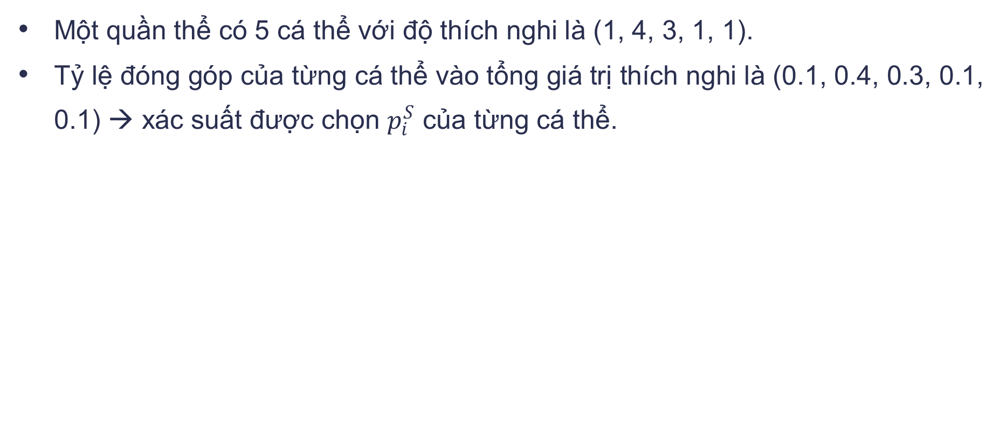 • Một quần thể có 5 cá thể với độ thích nghi là (1, 4, 3, 1, 1).
• Tỷ lệ đóng góp của từng cá thể vào tổng giá trị thích nghi là (0.1, 0.4, 0.3, 0.1,
0.1) → xác suất được chọn $p_i^S$ của từng cá thể.